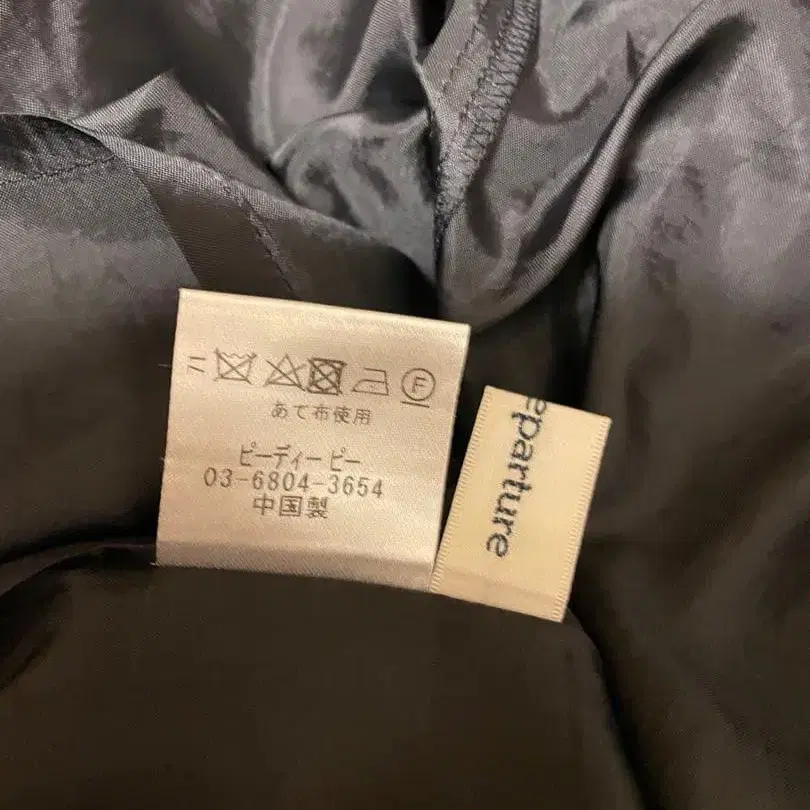 F
あて布使用
ピーディーピー
03-6804-3654
中国製
eparture